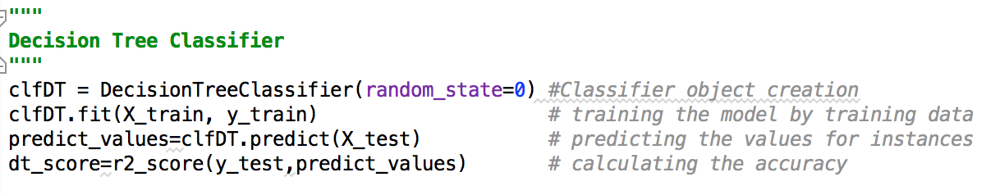 """
Decision Tree Classifier
"""
clfDT = DecisionTreeClassifier(random_state=0) #Classifier object creation
clfDT.fit(X_train, y_train) # training the model by training data
predict_values=clfDT.predict(X_test) # predicting the values for instances
dt_score=r2_score(y_test,predict_values) # calculating the accuracy